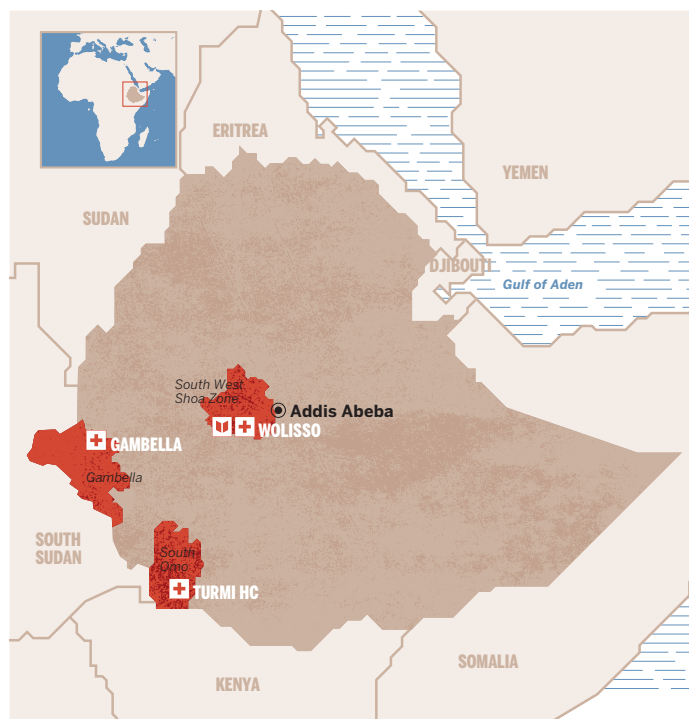 ERITREA
YEMEN
SUDAN
DJIBOUTI
Gulf of Aden
South West
Shoa Zone
Addis Abeba
WOLISSO
GAMBELLA
Gambella
SOUTH
SUDAN
South
Omo
TURMI HC
SOMALIA
KENYA